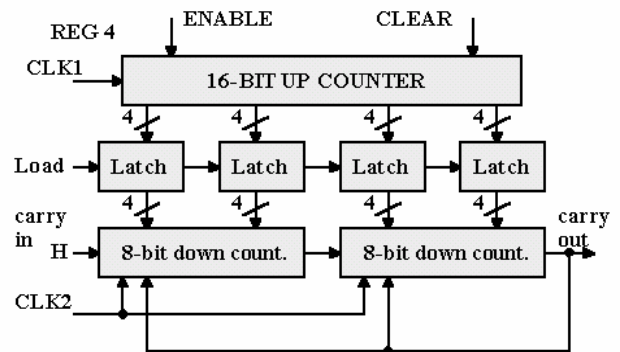 REG 4
ENABLE
CLEAR
CLK1
16-BIT UP COUNTER
4 4 4 4
Load
Latch Latch Latch Latch
4 4 4 4
carry in
H
8-bit down count. 8-bit down count.
carry out
CLK2